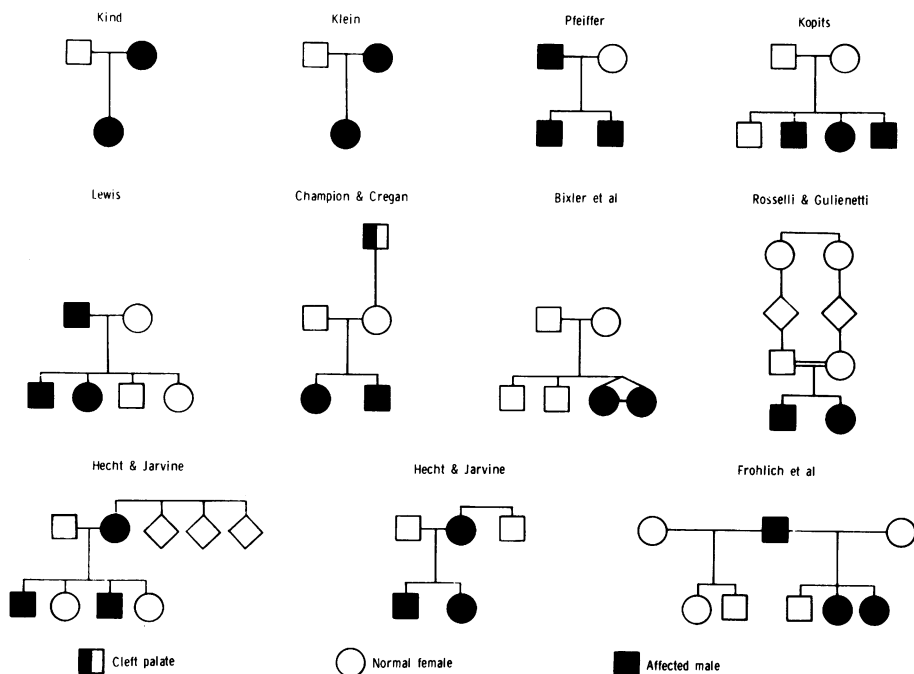 Kind
Klein
Pfeiffer
Kopits
Lewis
Champion & Cregan
Bixler et al
Rosselli & Gulienetti
Hecht & Jarvine
Hecht & Jarvine
Frohlich et al
Cleft palate
Normal female
Affected male